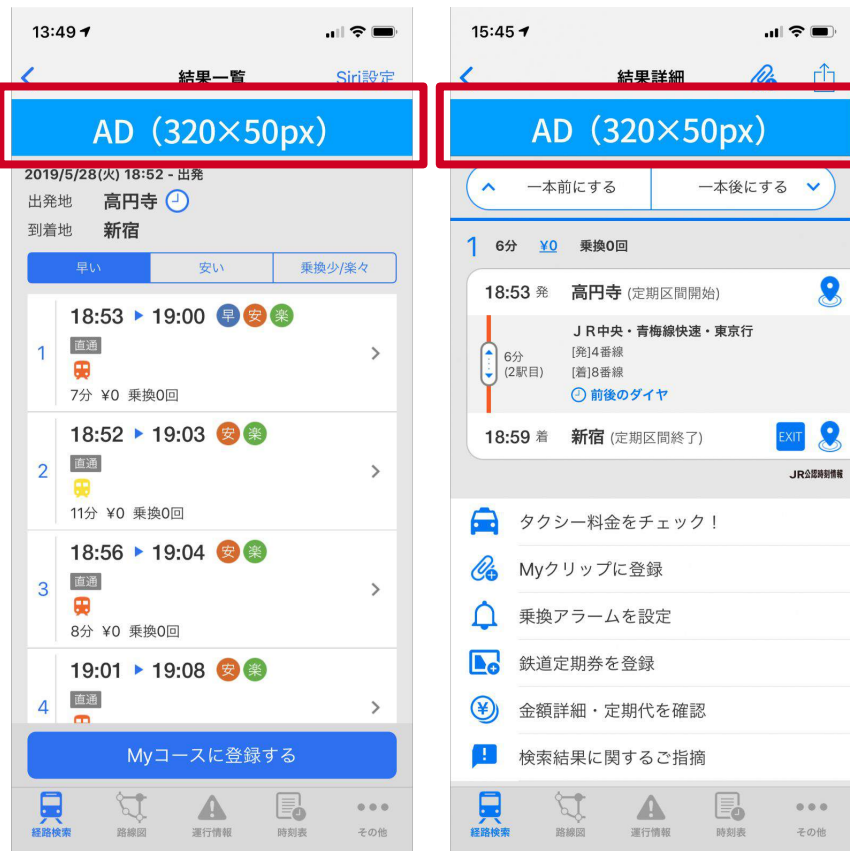 13:49
結果一覧 Siri設定
AD（320×50px）
2019/5/28(火) 18:52 - 出発
出発地 高円寺
到着地 新宿
早い 安い 乗換少/楽々
18:53 ▶ 19:00 早 安 楽
1 直通
7分 ¥0 乗換0回
18:52 ▶ 19:03 安 楽
2 直通
11分 ¥0 乗換0回
18:56 ▶ 19:04 安 楽
3 直通
8分 ¥0 乗換0回
19:01 ▶ 19:08 安 楽
4 直通
Myコースに登録する
経路検索 路線図 運行情報 時刻表 その他
15:45
結果詳細
AD（320×50px）
一本前にする 一本後にする
1 6分 ¥0 乗換0回
18:53 発 高円寺 (定期区間開始)
ＪＲ中央・青梅線快速・東京行
6分 [発]4番線
(2駅目) [着]8番線
前後のダイヤ
18:59 着 新宿 (定期区間終了) EXIT
JR公認時刻情報
タクシー料金をチェック！
Myクリップに登録
乗換アラームを設定
鉄道定期券を登録
金額詳細・定期代を確認
検索結果に関するご指摘
経路検索 路線図 運行情報 時刻表 その他